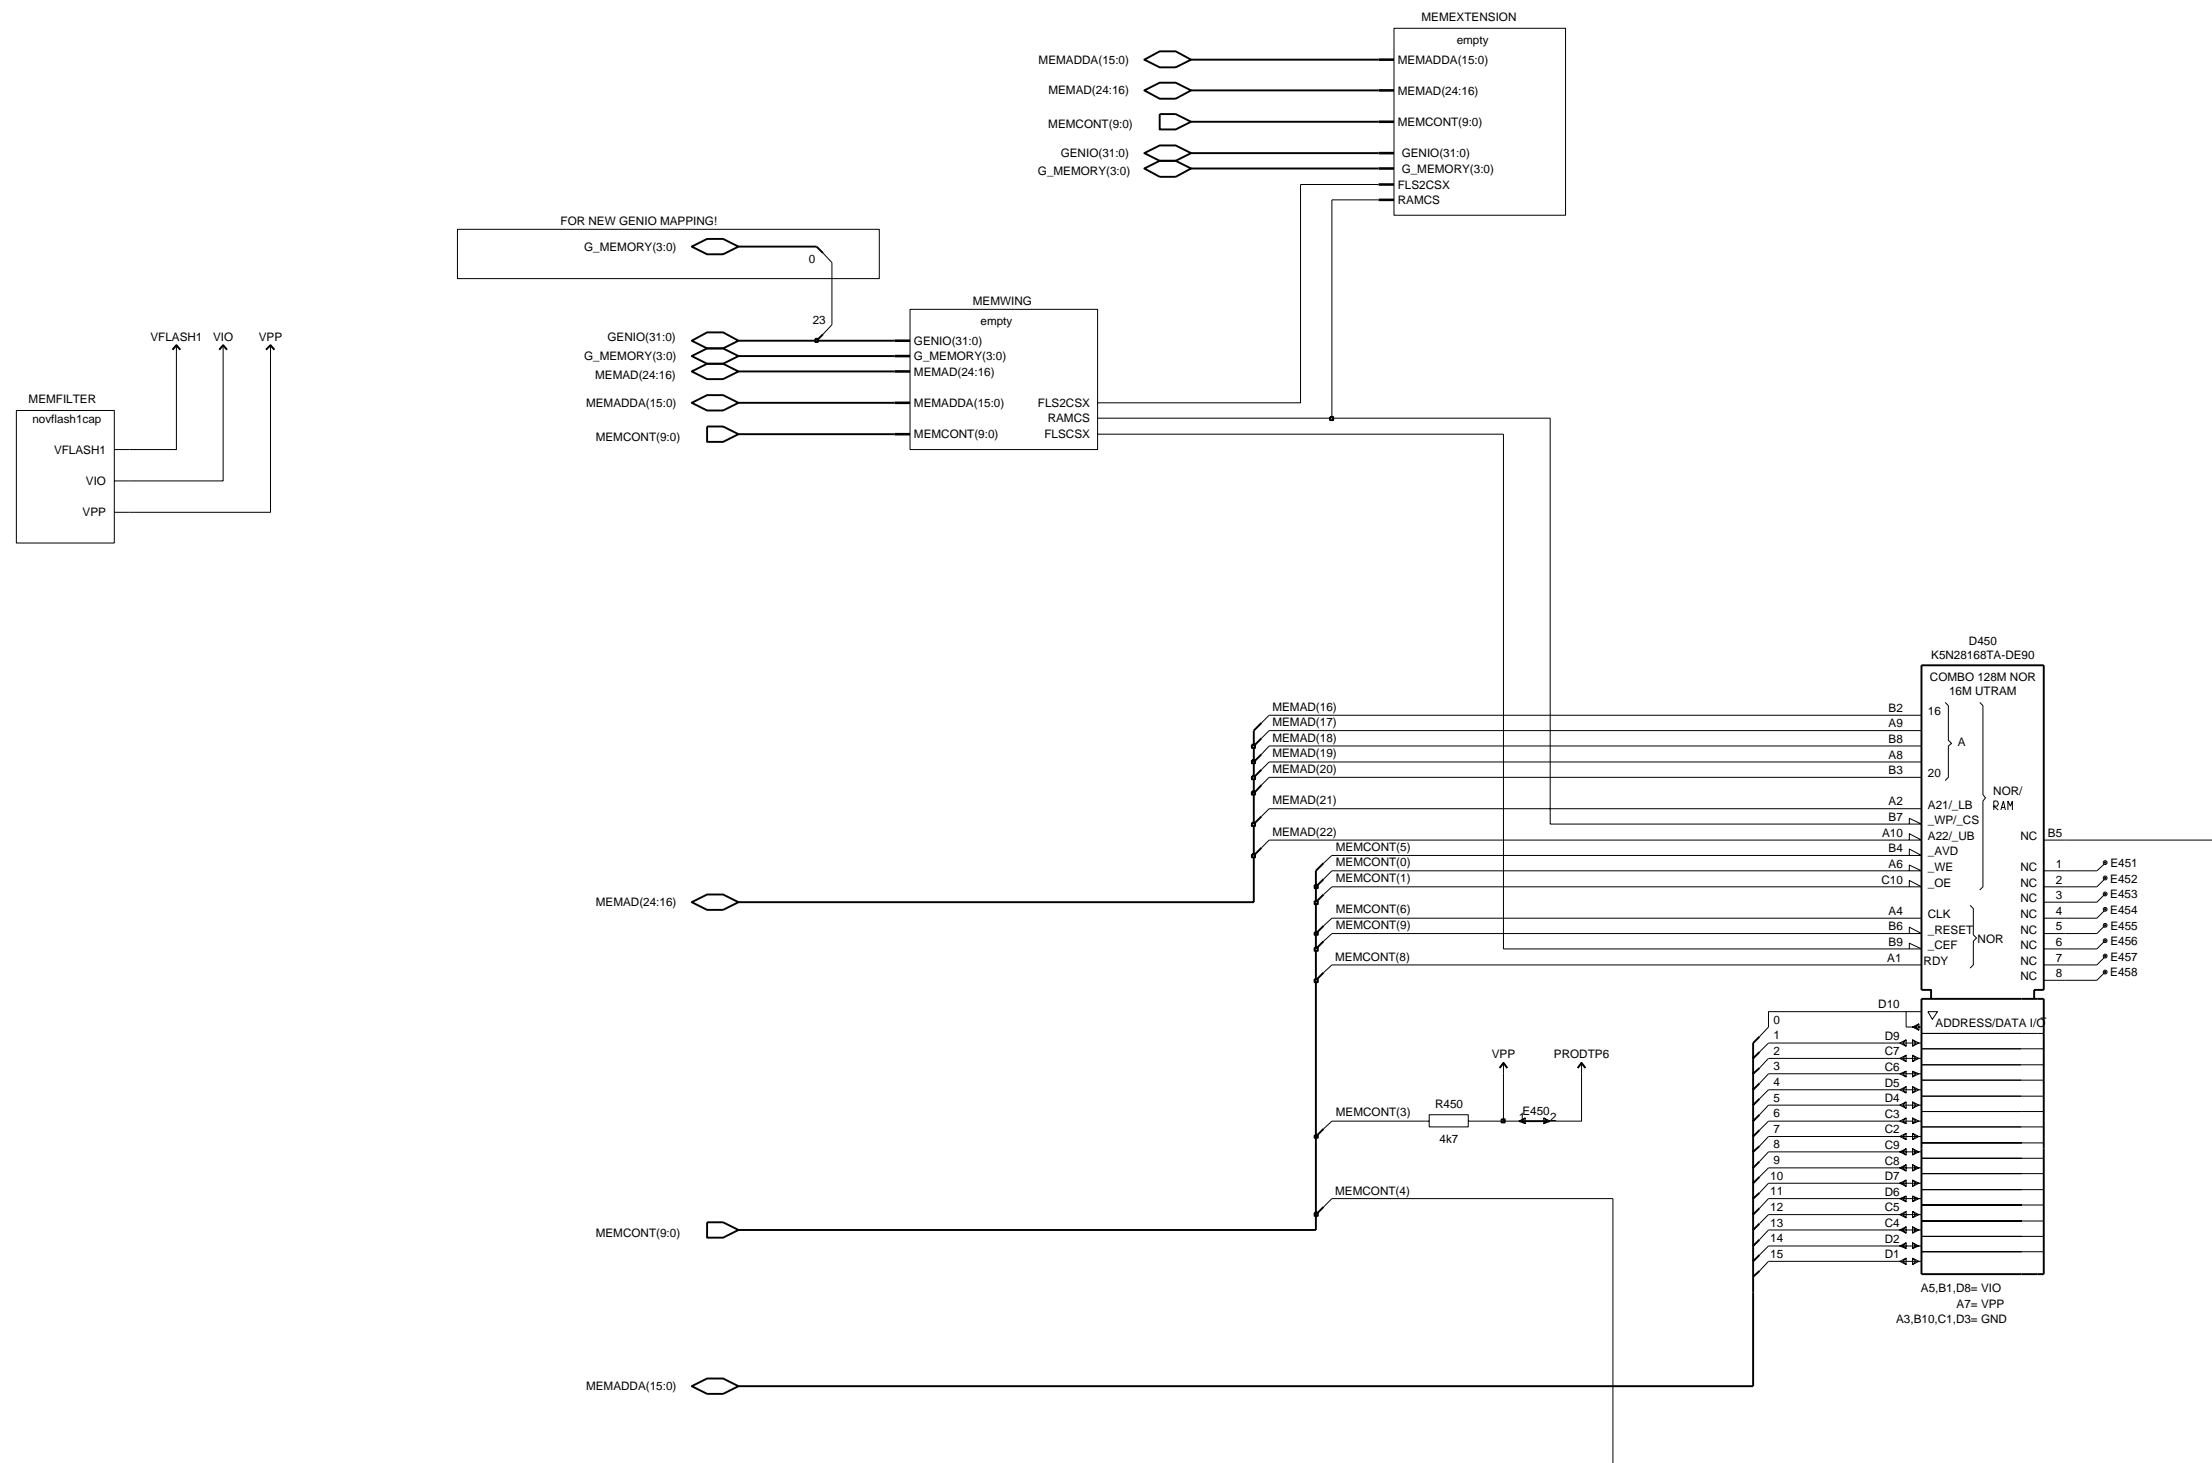 MEMEXTENSION
empty
MEMADDA(15:0) MEMADDA(15:0)
MEMAD(24:16) MEMAD(24:16)
MEMCONT(9:0) MEMCONT(9:0)
GENIO(31:0) GENIO(31:0)
G_MEMORY(3:0) G_MEMORY(3:0)
FLS2CSX
RAMCS
FOR NEW GENIO MAPPING!
G_MEMORY(3:0)
0
23
MEMWING
empty
GENIO(31:0) GENIO(31:0)
G_MEMORY(3:0) G_MEMORY(3:0)
MEMAD(24:16) MEMAD(24:16)
MEMADDA(15:0) MEMADDA(15:0) FLS2CSX
RAMCS
MEMCONT(9:0) MEMCONT(9:0) FLSCSX
VFLASH1 VIO VPP
MEMFILTER
novflash1cap
VFLASH1
VIO
VPP
D450
K5N28168TA-DE90
COMBO 128M NOR
16M UTRAM
MEMAD(16) B2 16
MEMAD(17) A9
MEMAD(18) B8 A
MEMAD(19) A8
MEMAD(20) B3 20
NOR/
RAM
MEMAD(21) A2 A21/_LB
B7 _WP/_CS
MEMAD(22) A10 A22/_UB NC B5
MEMCONT(5) B4 _AVD
MEMCONT(0) A6 _WE NC 1 E451
MEMCONT(1) C10 _OE NC 2 E452
NC 3 E453
MEMCONT(6) A4 CLK NC 4 E454
MEMCONT(9) B6 _RESET NC 5 E455
NOR
B9 _CEF NC 6 E456
MEMCONT(8) A1 RDY NC 7 E457
NC 8 E458
MEMAD(24:16)
D10
0 ADDRESS/DATA I/O
1 D9
2 C7
3 C6
4 D5
5 D4
6 C3
7 C2
8 C9
9 C8
10 D7
11 D6
12 C5
13 C4
14 D2
15 D1
VPP PRODTP6
MEMCONT(3) R450 1 E450 2
4k7
MEMCONT(4)
MEMCONT(9:0)
A5,B1,D8= VIO
A7= VPP
A3,B10,C1,D3= GND
MEMADDA(15:0)